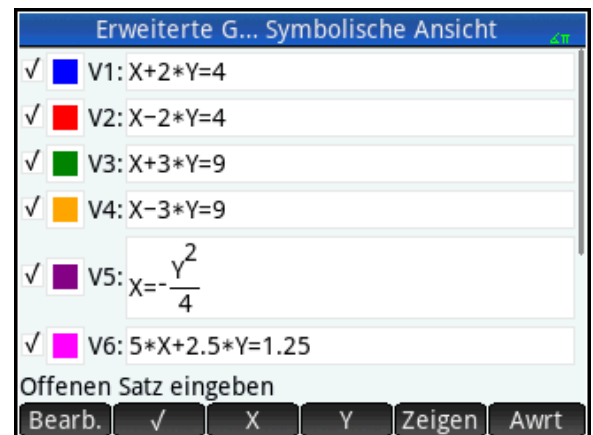 Erweiterte G... Symbolische Ansicht ∡π
√ V1: X+2*Y=4
√ V2: X−2*Y=4
√ V3: X+3*Y=9
√ V4: X−3*Y=9
√ V5: X=-Y^2/4
√ V6: 5*X+2.5*Y=1.25
Offenen Satz eingeben
Bearb. √ X Y Zeigen Awrt